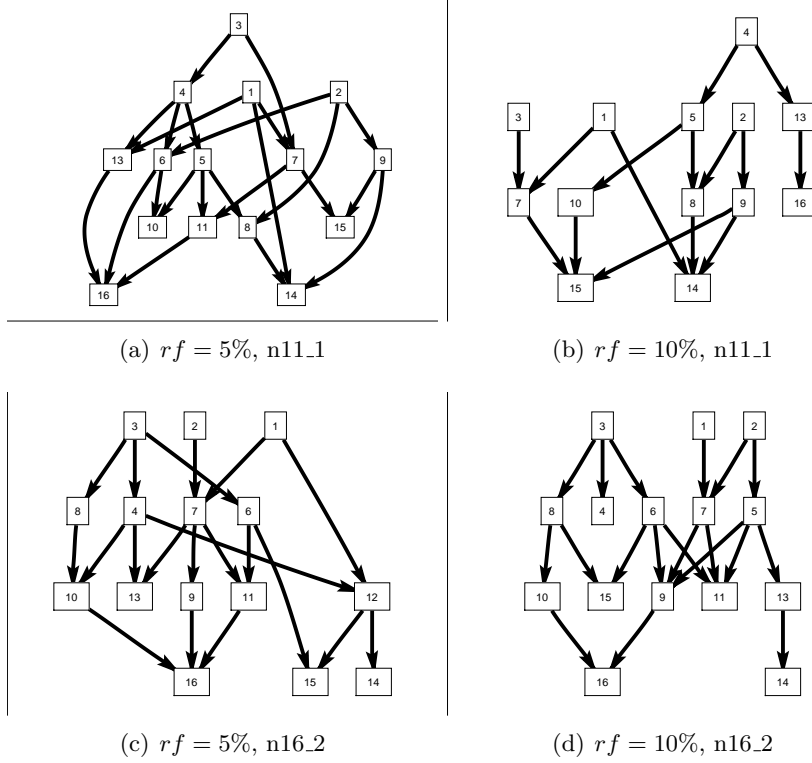 3
4 1 2
13 6 5 7 9
10 11 8 15
16 14
(a) rf = 5%, n11_1
4
3 1 5 2 13
7 10 8 9 16
15 14
(b) rf = 10%, n11_1
3 2 1
8 4 7 6
10 13 9 11 12
16 15 14
(c) rf = 5%, n16_2
3 1 2
8 4 6 7 5
10 15 9 11 13
16 14
(d) rf = 10%, n16_2